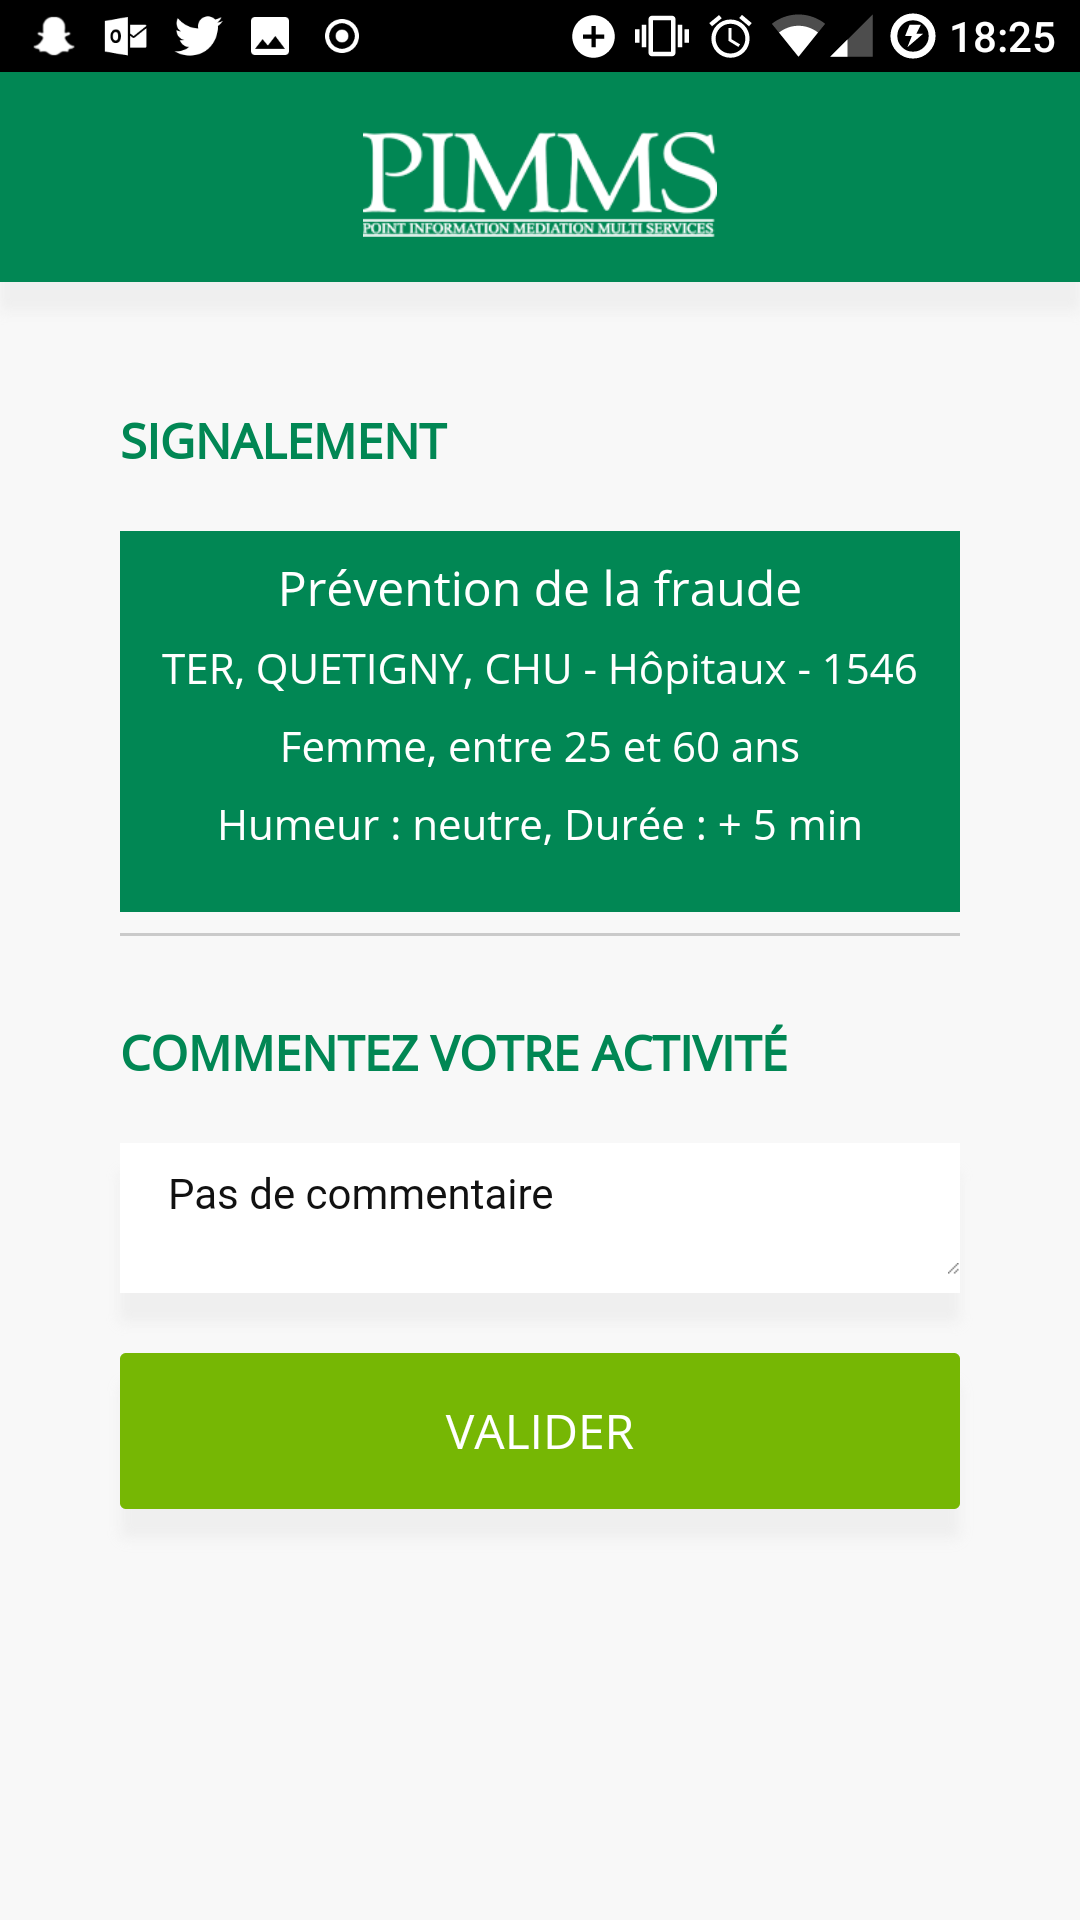 18:25
PIMMS
POINT INFORMATION MEDIATION MULTI SERVICES
SIGNALEMENT
Prévention de la fraude
TER, QUETIGNY, CHU - Hôpitaux - 1546
Femme, entre 25 et 60 ans
Humeur : neutre, Durée : + 5 min
COMMENTEZ VOTRE ACTIVITÉ
Pas de commentaire
VALIDER